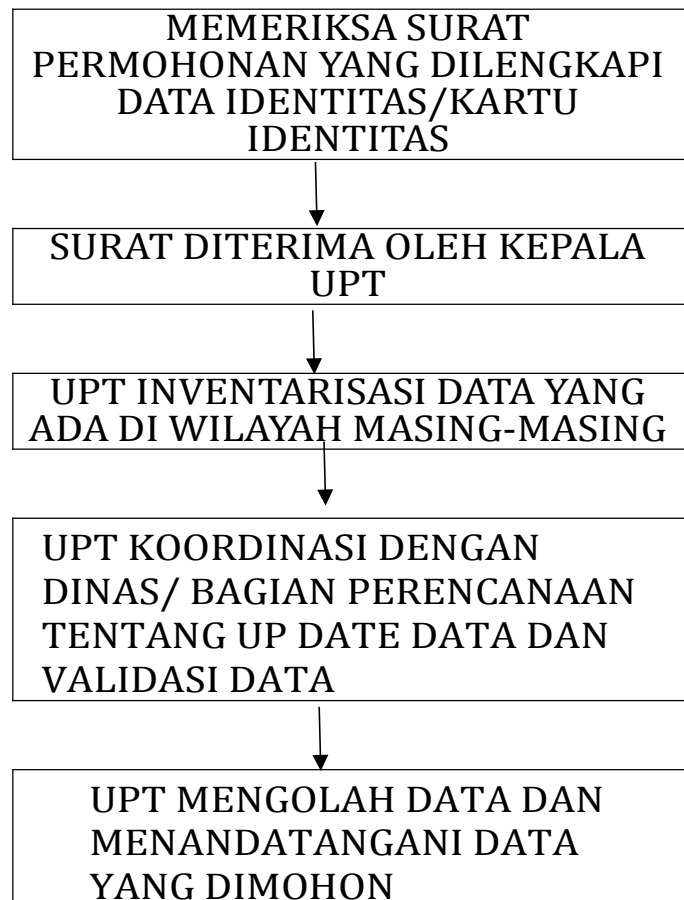 MEMERIKSA SURAT
PERMOHONAN YANG DILENGKAPI
DATA IDENTITAS/KARTU
IDENTITAS
SURAT DITERIMA OLEH KEPALA
UPT
UPT INVENTARISASI DATA YANG
ADA DI WILAYAH MASING-MASING
UPT KOORDINASI DENGAN
DINAS/ BAGIAN PERENCANAAN
TENTANG UP DATE DATA DAN
VALIDASI DATA
UPT MENGOLAH DATA DAN
MENANDATANGANI DATA
YANG DIMOHON